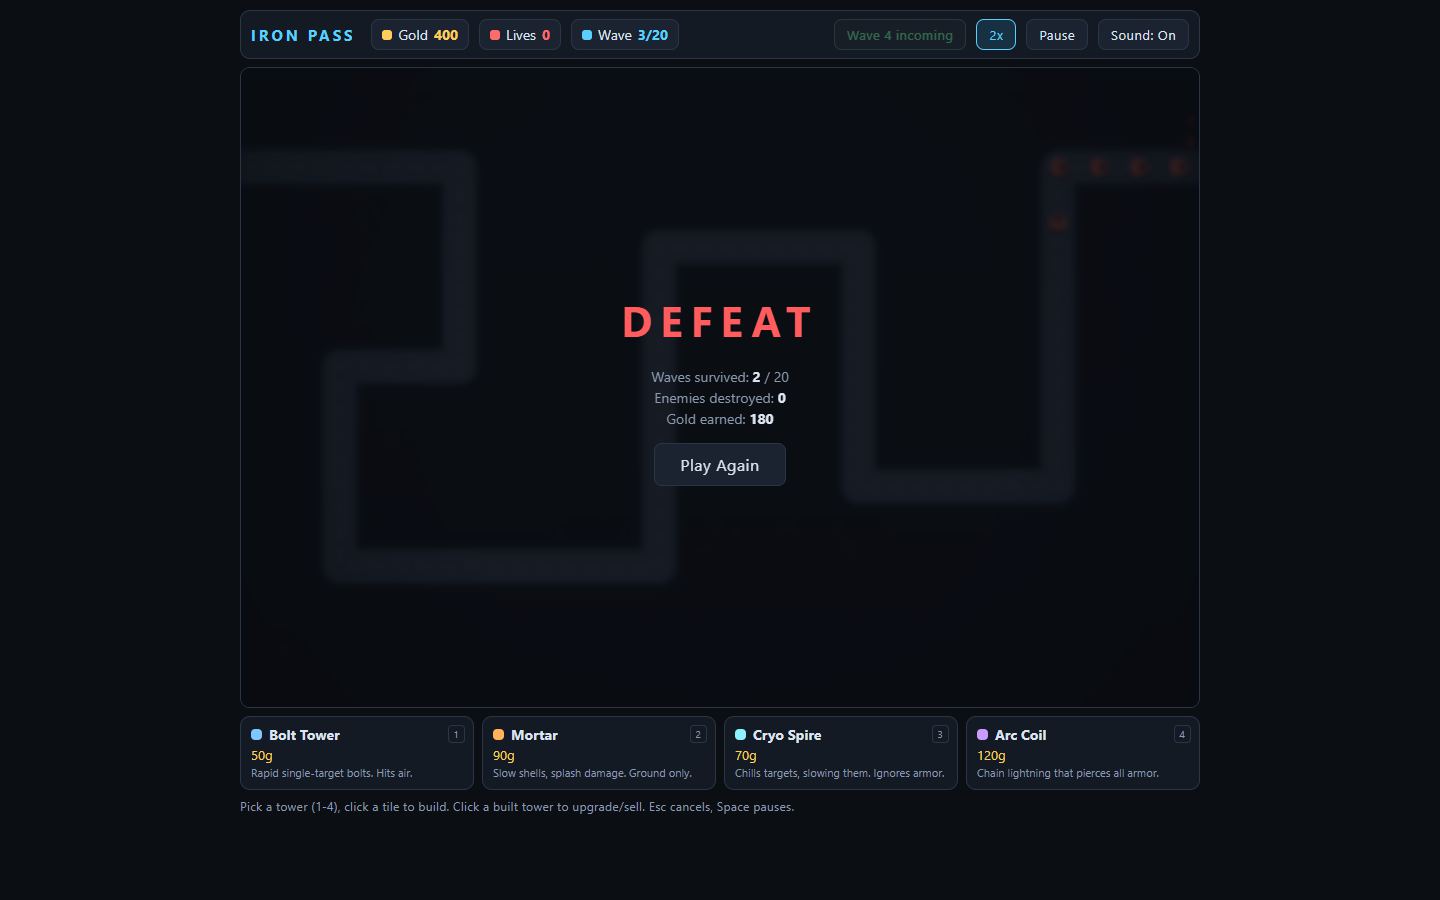 IRON PASS Gold 400 Lives 0 Wave 3/20 Wave 4 incoming 2x Pause Sound: On
DEFEAT
Waves survived: 2 / 20
Enemies destroyed: 0
Gold earned: 180
Play Again
Bolt Tower 1
50g
Rapid single-target bolts. Hits air.
Mortar 2
90g
Slow shells, splash damage. Ground only.
Cryo Spire 3
70g
Chills targets, slowing them. Ignores armor.
Arc Coil 4
120g
Chain lightning that pierces all armor.
Pick a tower (1-4), click a tile to build. Click a built tower to upgrade/sell. Esc cancels, Space pauses.